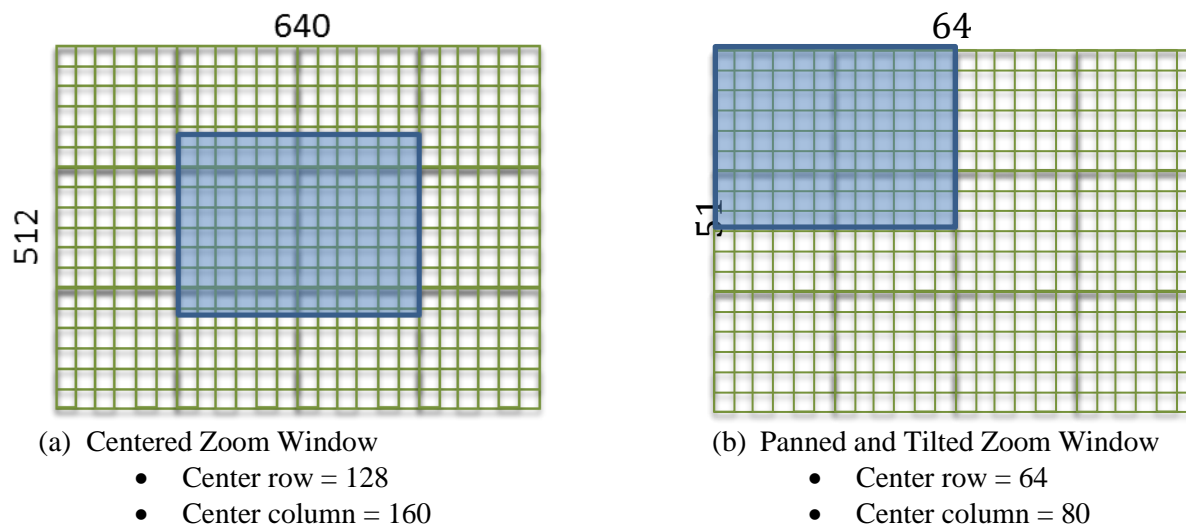 640
512
(a) Centered Zoom Window
• Center row = 128
• Center column = 160
64
51
(b) Panned and Tilted Zoom Window
• Center row = 64
• Center column = 80